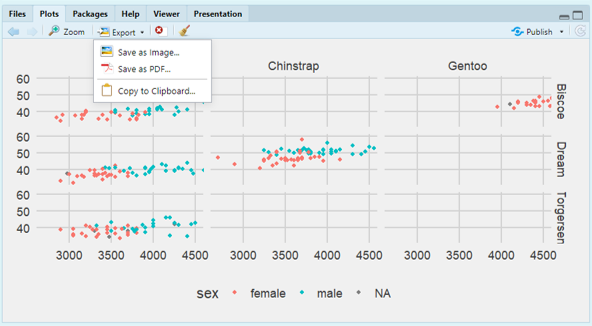 Files Plots Packages Help Viewer Presentation
Zoom Export Publish
Save as Image...
Save as PDF...
Copy to Clipboard...
Chinstrap Gentoo
60
50
40
Biscoe
60
50
40
Dream
60
50
40
Torgersen
3000 3500 4000 4500 3000 3500 4000 4500 3000 3500 4000 4500
sex female male NA